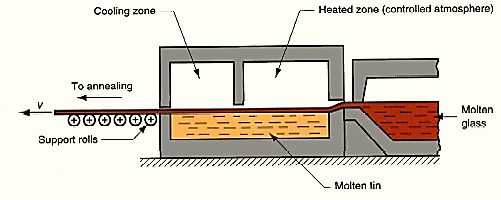 Cooling zone
Heated zone (controlled atmosphere)
To annealing
v
Support rolls
Molten
glass
Molten tin